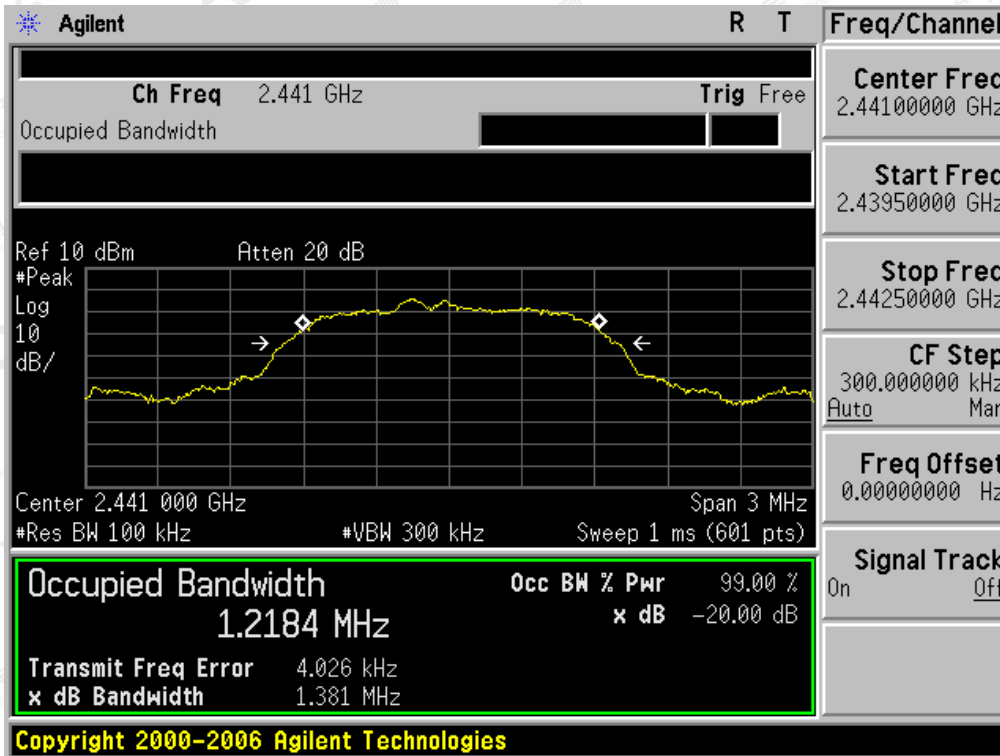 Agilent R T
Freq/Channel
Ch Freq 2.441 GHz Trig Free
Occupied Bandwidth
Center Freq
2.44100000 GHz
Start Freq
2.43950000 GHz
Stop Freq
2.44250000 GHz
CF Step
300.000000 kHz
Auto Man
Freq Offset
0.00000000 Hz
Signal Track
On Off
Ref 10 dBm Atten 20 dB
#Peak
Log
10
dB/
Center 2.441 000 GHz Span 3 MHz
#Res BW 100 kHz #VBW 300 kHz Sweep 1 ms (601 pts)
Occupied Bandwidth
1.2184 MHz
Occ BW % Pwr 99.00 %
x dB -20.00 dB
Transmit Freq Error 4.026 kHz
x dB Bandwidth 1.381 MHz
Copyright 2000-2006 Agilent Technologies